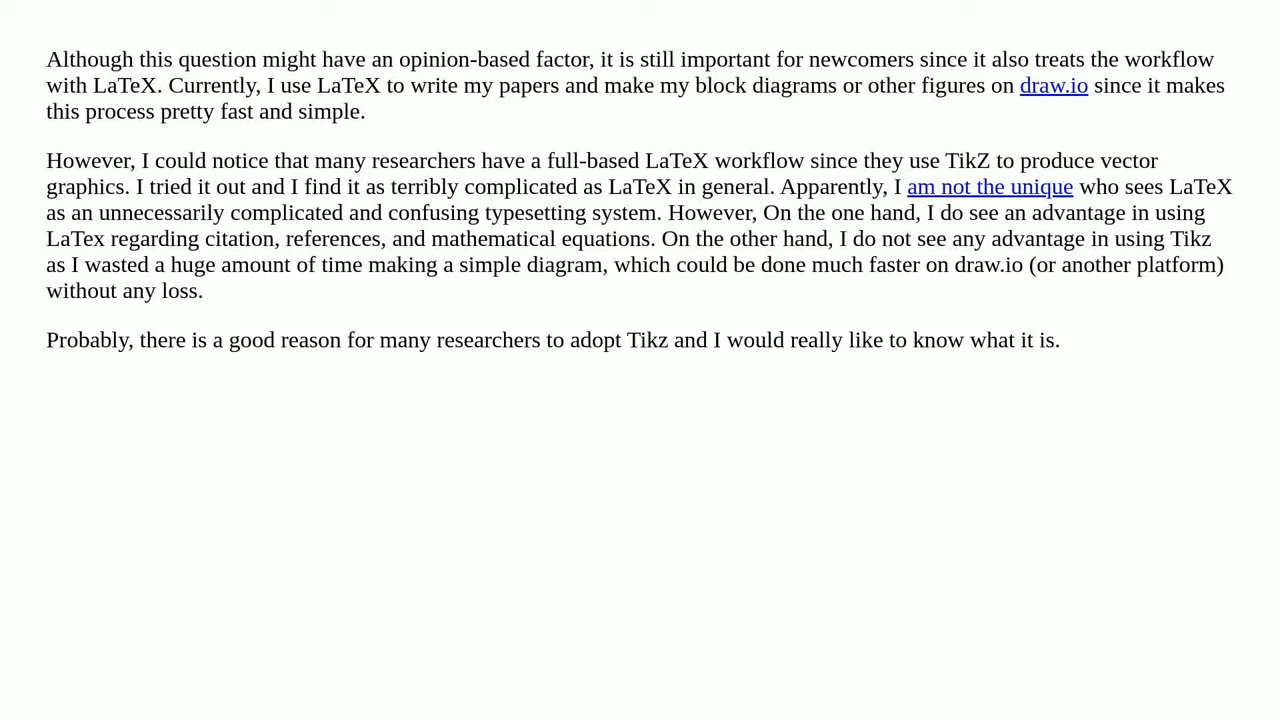 Although this question might have an opinion-based factor, it is still important for newcomers since it also treats the workflow
with LaTeX. Currently, I use LaTeX to write my papers and make my block diagrams or other figures on draw.io since it makes
this process pretty fast and simple.
However, I could notice that many researchers have a full-based LaTeX workflow since they use TikZ to produce vector
graphics. I tried it out and I find it as terribly complicated as LaTeX in general. Apparently, I am not the unique who sees LaTeX
as an unnecessarily complicated and confusing typesetting system. However, On the one hand, I do see an advantage in using
LaTex regarding citation, references, and mathematical equations. On the other hand, I do not see any advantage in using Tikz
as I wasted a huge amount of time making a simple diagram, which could be done much faster on draw.io (or another platform)
without any loss.
Probably, there is a good reason for many researchers to adopt Tikz and I would really like to know what it is.